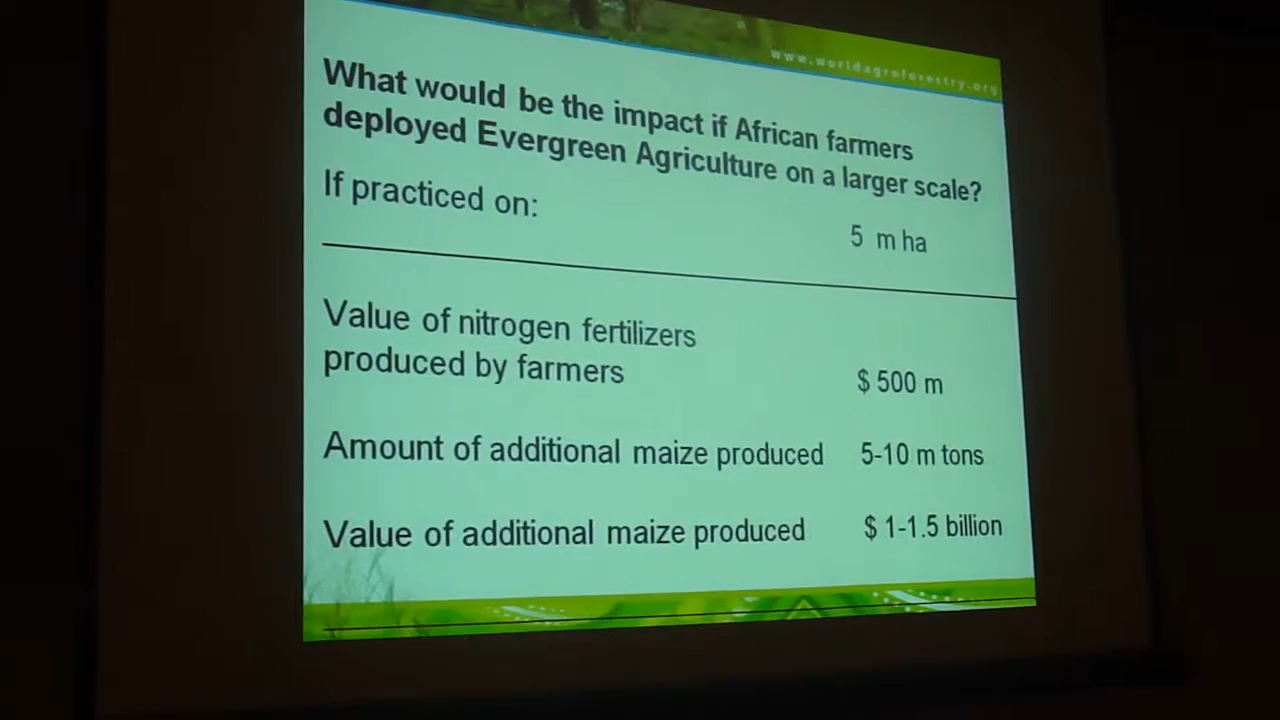 www.worldagroforestry.org
What would be the impact if African farmers
deployed Evergreen Agriculture on a larger scale?
If practiced on:
5 m ha
Value of nitrogen fertilizers
produced by farmers
$ 500 m
Amount of additional maize produced 5-10 m tons
Value of additional maize produced $ 1-1.5 billion